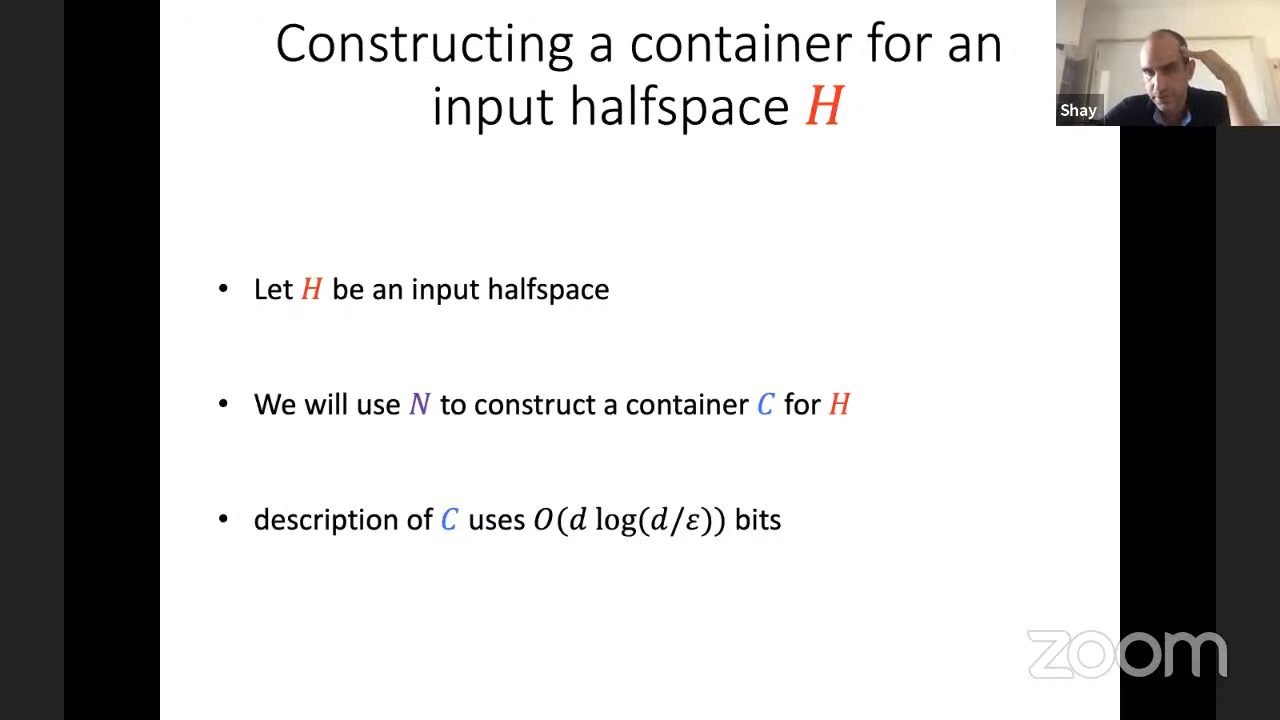 Constructing a container for an
input halfspace H
Shay
• Let H be an input halfspace
• We will use N to construct a container C for H
• description of C uses O(d log(d/ε)) bits
zoom